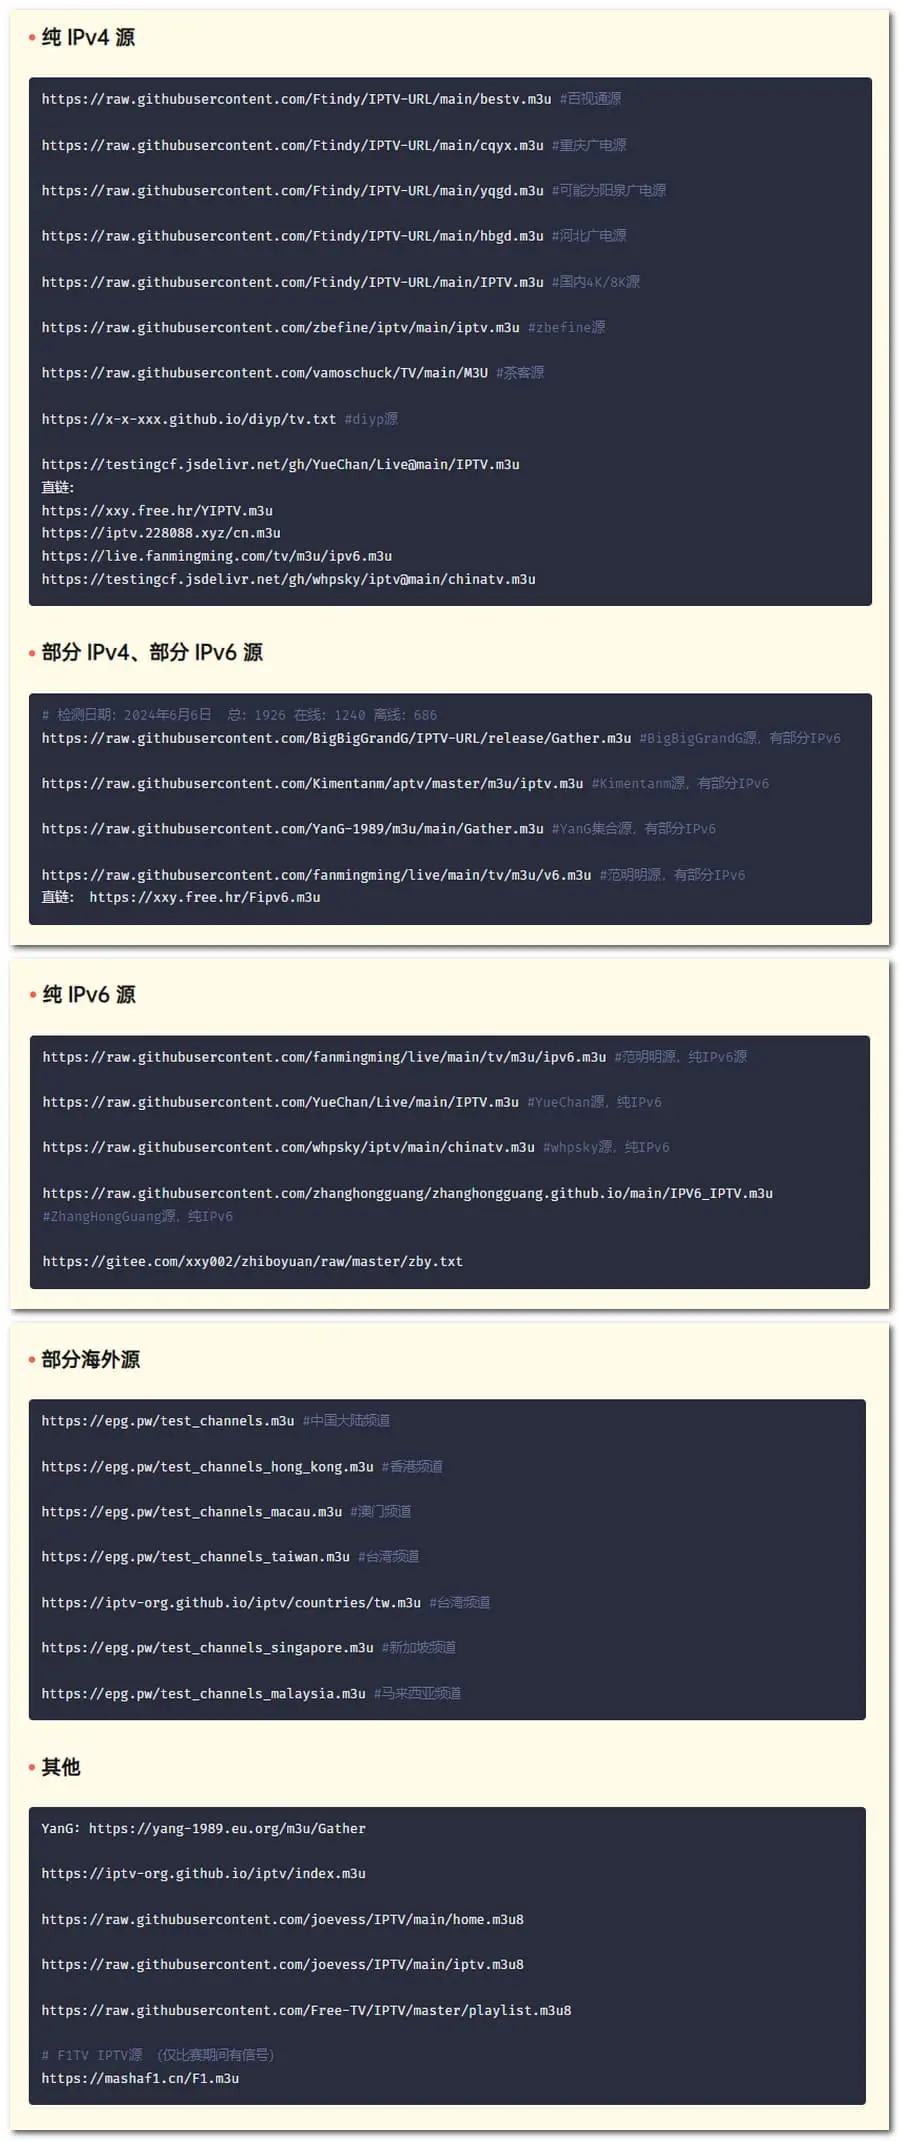 纯 IPv4 源
https://raw.githubusercontent.com/Ftindy/IPTV-URL/main/bestv.m3u #百视通源
https://raw.githubusercontent.com/Ftindy/IPTV-URL/main/cqyx.m3u #重庆广电源
https://raw.githubusercontent.com/Ftindy/IPTV-URL/main/yqgd.m3u #可能为阳泉广电源
https://raw.githubusercontent.com/Ftindy/IPTV-URL/main/hbgd.m3u #河北广电源
https://raw.githubusercontent.com/Ftindy/IPTV-URL/main/IPTV.m3u #国内4K/8K源
https://raw.githubusercontent.com/zbefine/iptv/main/iptv.m3u #zbefine源
https://raw.githubusercontent.com/vamoschuck/TV/main/M3U #茶客源
https://x-x-xxx.github.io/diyp/tv.txt #diyp源
https://testingcf.jsdelivr.net/gh/YueChan/Live@main/IPTV.m3u
直链：
https://xxy.free.hr/YIPTV.m3u
https://iptv.228088.xyz/cn.m3u
https://live.fanmingming.com/tv/m3u/ipv6.m3u
https://testingcf.jsdelivr.net/gh/whpsky/iptv@main/chinatv.m3u
部分 IPv4、部分 IPv6 源
# 检测日期：2024年6月6日  总：1926 在线：1240 离线：686
https://raw.githubusercontent.com/BigBigGrandG/IPTV-URL/release/Gather.m3u #BigBigGrandG源，有部分IPv6
https://raw.githubusercontent.com/Kimentanm/aptv/master/m3u/iptv.m3u #Kimentanm源，有部分IPv6
https://raw.githubusercontent.com/YanG-1989/m3u/main/Gather.m3u #YanG集合源，有部分IPv6
https://raw.githubusercontent.com/fanmingming/live/main/tv/m3u/v6.m3u #范明明源，有部分IPv6
直链： https://xxy.free.hr/Fipv6.m3u
纯 IPv6 源
https://raw.githubusercontent.com/fanmingming/live/main/tv/m3u/ipv6.m3u #范明明源，纯IPv6源
https://raw.githubusercontent.com/YueChan/Live/main/IPTV.m3u #YueChan源，纯IPv6
https://raw.githubusercontent.com/whpsky/iptv/main/chinatv.m3u #whpsky源，纯IPv6
https://raw.githubusercontent.com/zhanghongguang/zhanghongguang.github.io/main/IPV6_IPTV.m3u
#ZhangHongGuang源，纯IPv6
https://gitee.com/xxy002/zhiboyuan/raw/master/zby.txt
部分海外源
https://epg.pw/test_channels.m3u #中国大陆频道
https://epg.pw/test_channels_hong_kong.m3u #香港频道
https://epg.pw/test_channels_macau.m3u #澳门频道
https://epg.pw/test_channels_taiwan.m3u #台湾频道
https://iptv-org.github.io/iptv/countries/tw.m3u #台湾频道
https://epg.pw/test_channels_singapore.m3u #新加坡频道
https://epg.pw/test_channels_malaysia.m3u #马来西亚频道
其他
YanG：https://yang-1989.eu.org/m3u/Gather
https://iptv-org.github.io/iptv/index.m3u
https://raw.githubusercontent.com/joevess/IPTV/main/home.m3u8
https://raw.githubusercontent.com/joevess/IPTV/main/iptv.m3u8
https://raw.githubusercontent.com/Free-TV/IPTV/master/playlist.m3u8
# F1TV IPTV源 （仅比赛期间有信号）
https://mashaf1.cn/F1.m3u